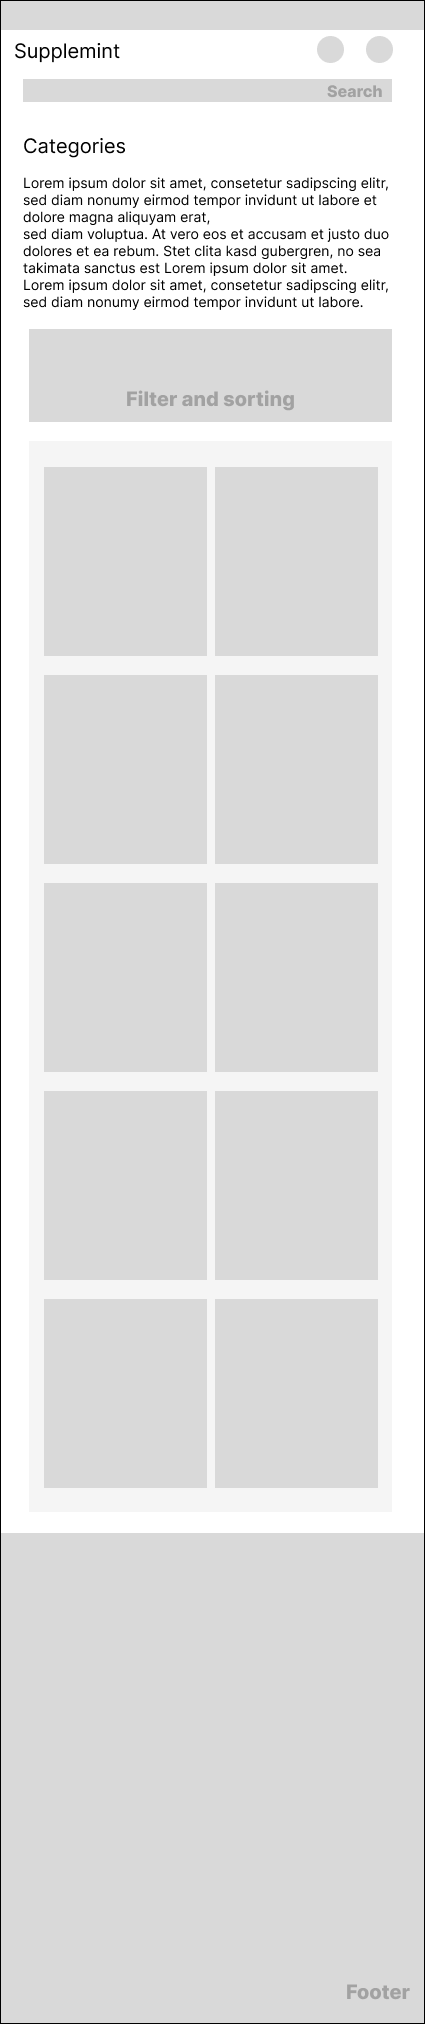 Supplemint
Search
Categories
Lorem ipsum dolor sit amet, consetetur sadipscing elitr,
sed diam nonumy eirmod tempor invidunt ut labore et
dolore magna aliquyam erat,
sed diam voluptua. At vero eos et accusam et justo duo
dolores et ea rebum. Stet clita kasd gubergren, no sea
takimata sanctus est Lorem ipsum dolor sit amet.
Lorem ipsum dolor sit amet, consetetur sadipscing elitr,
sed diam nonumy eirmod tempor invidunt ut labore.
Filter and sorting
Footer